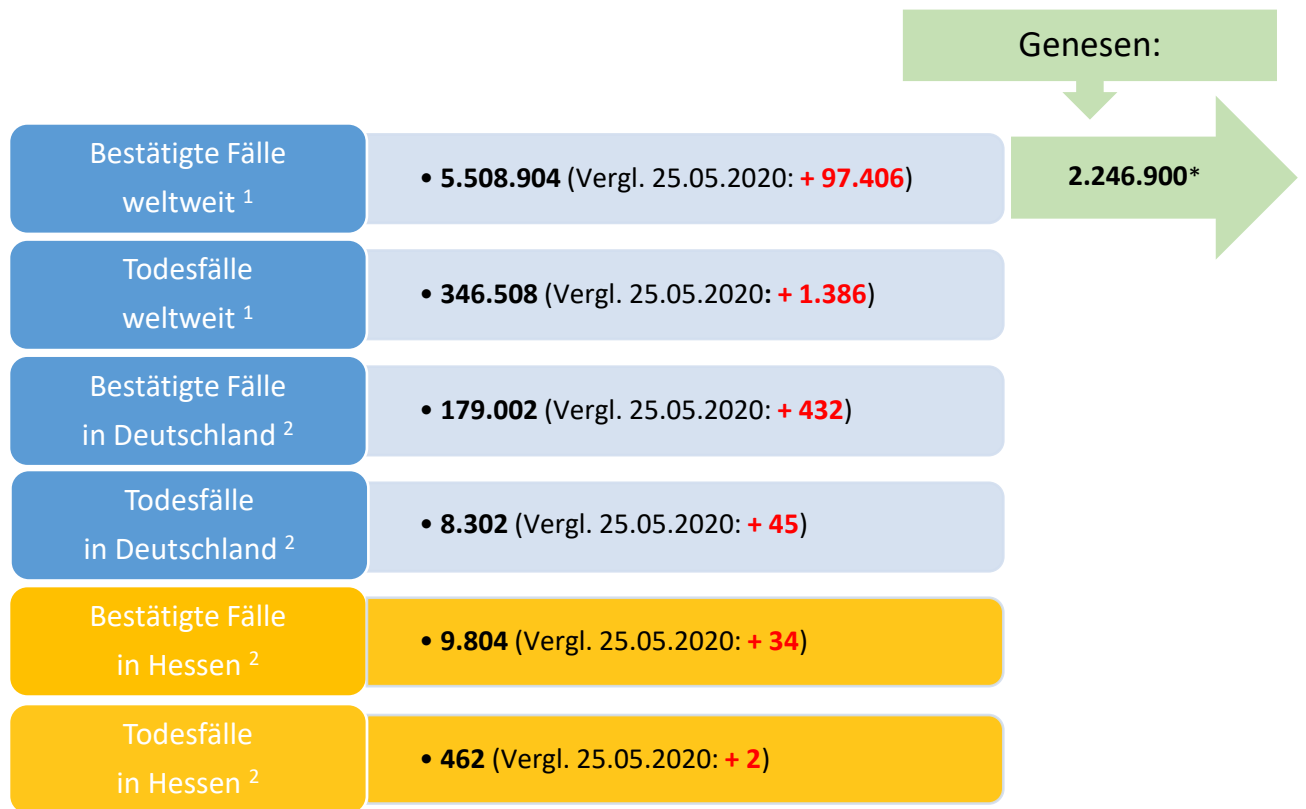 Genesen:
Bestätigte Fälle
weltweit ¹
• 5.508.904 (Vergl. 25.05.2020: + 97.406)
2.246.900*
Todesfälle
weltweit ¹
• 346.508 (Vergl. 25.05.2020: + 1.386)
Bestätigte Fälle
in Deutschland ²
• 179.002 (Vergl. 25.05.2020: + 432)
Todesfälle
in Deutschland ²
• 8.302 (Vergl. 25.05.2020: + 45)
Bestätigte Fälle
in Hessen ²
• 9.804 (Vergl. 25.05.2020: + 34)
Todesfälle
in Hessen ²
• 462 (Vergl. 25.05.2020: + 2)